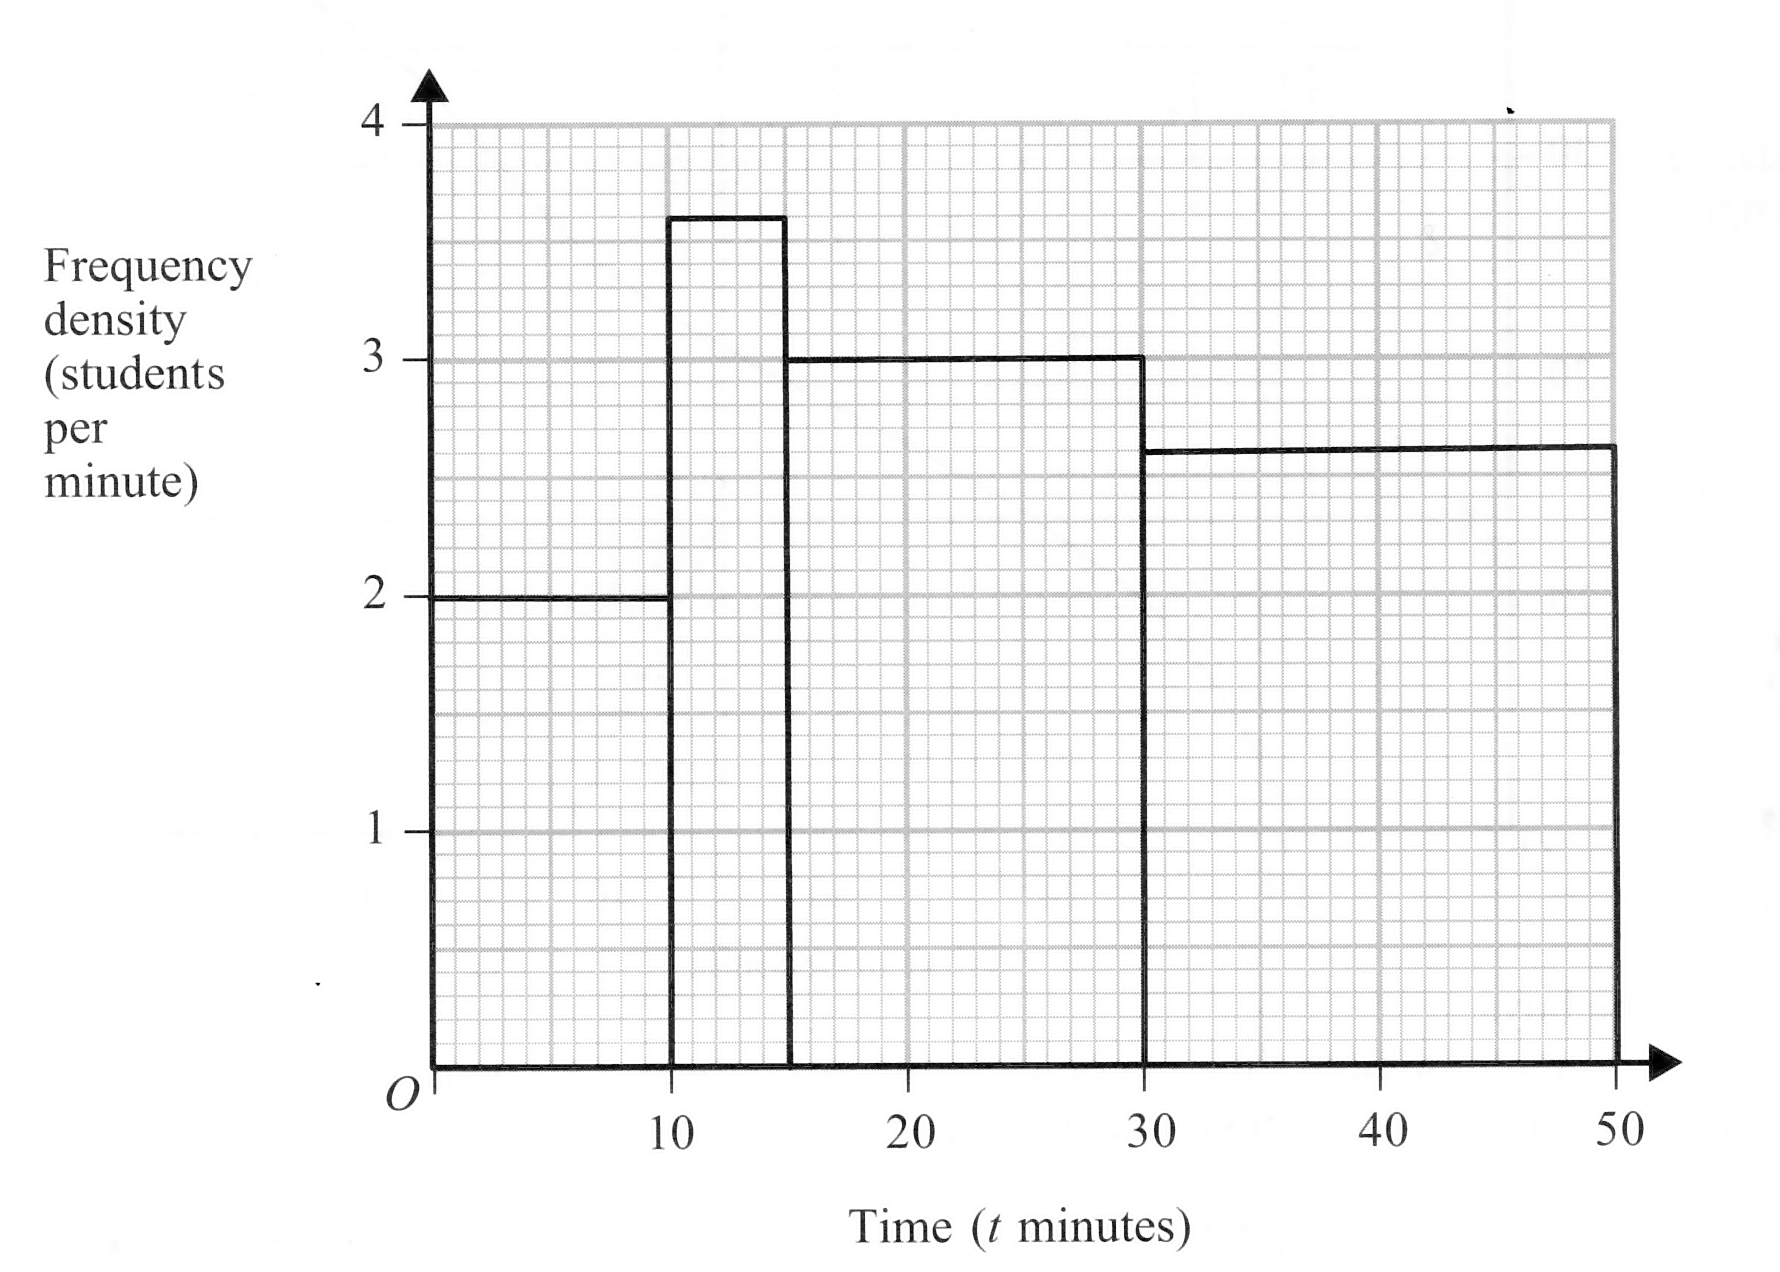 4
Frequency
density
(students
per
minute)
3
2
1
O
10 20 30 40 50
Time (t minutes)